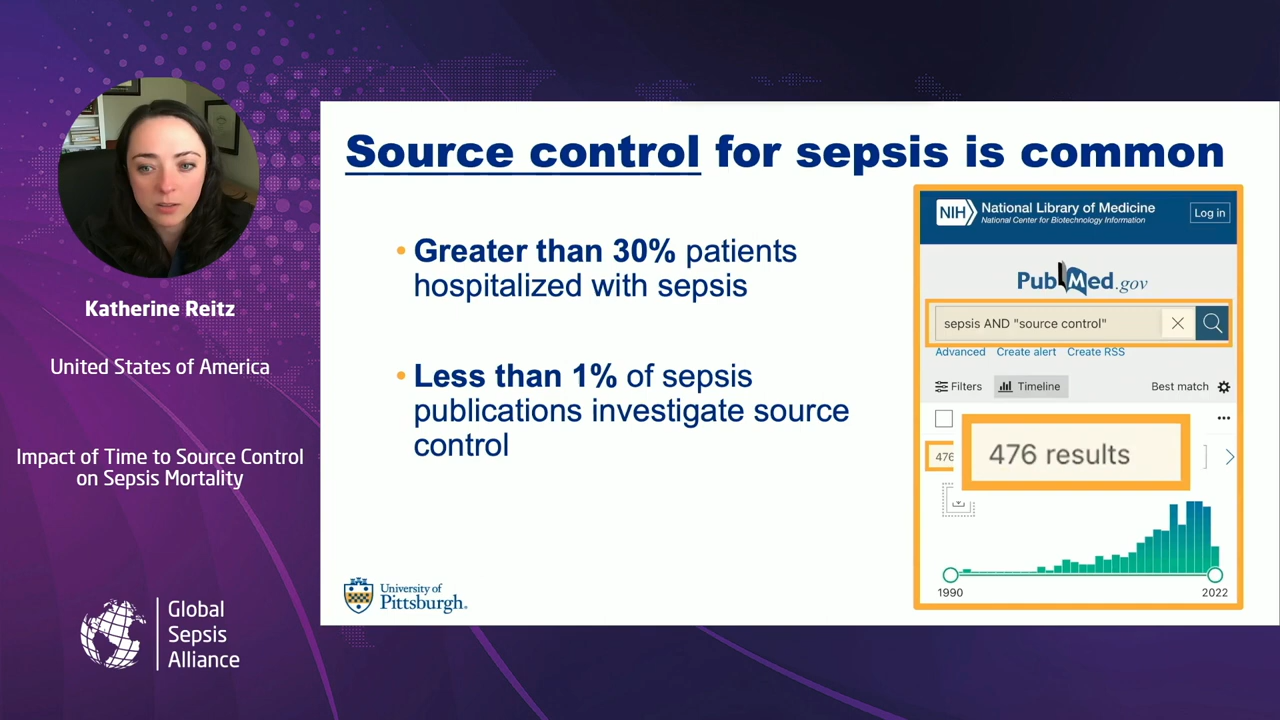 Katherine Reitz
United States of America
Impact of Time to Source Control
on Sepsis Mortality
Global
Sepsis
Alliance
Source control for sepsis is common
• Greater than 30% patients
hospitalized with sepsis
• Less than 1% of sepsis
publications investigate source
control
University of
Pittsburgh.
NIH National Library of Medicine
National Center for Biotechnology Information
Log in
PubMed.gov
sepsis AND "source control"
Advanced Create alert Create RSS
Filters Timeline Best match
476
476 results
1990 2022